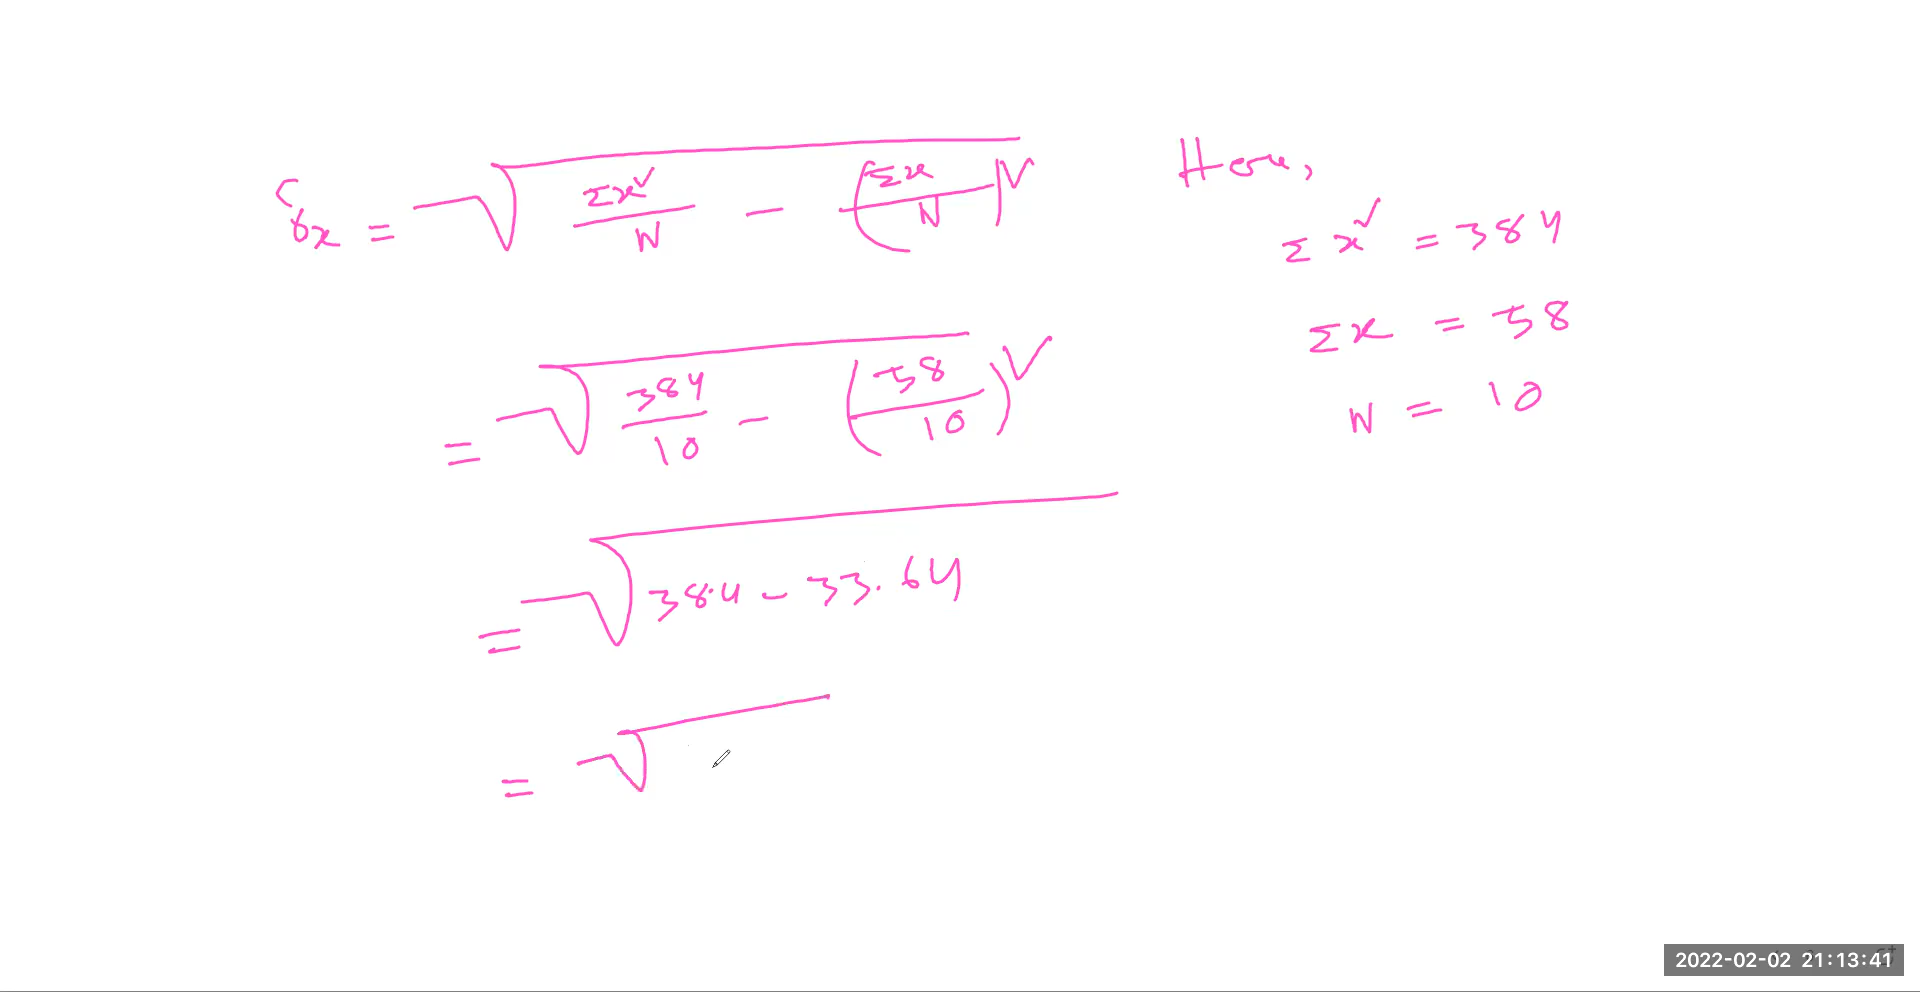 σx = √(Σx²/N - (Σx/N)²)
= √(384/10 - (58/10)²)
= √(38.4 - 33.64)
= √
Here,
Σx² = 384
Σx = 58
N = 10
2022-02-02 21:13:41